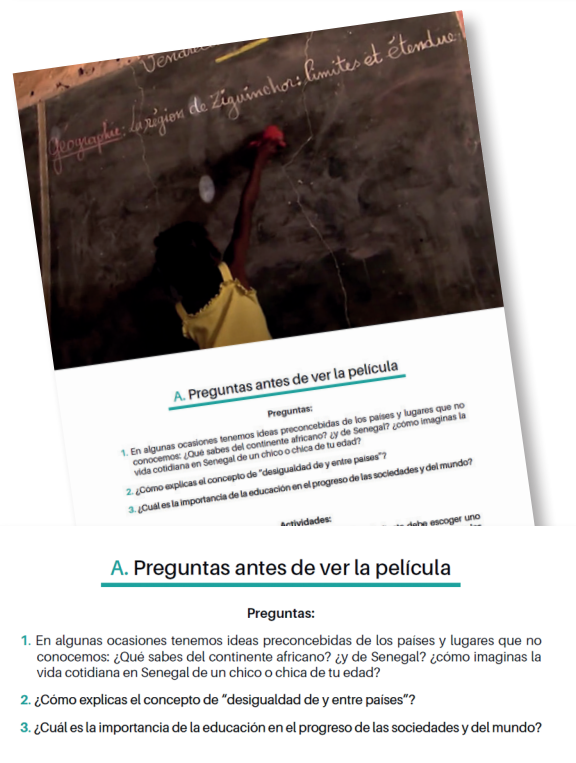 Vendre
Géographie: La région de Ziguinchor: limites et étendue.
A. Preguntas antes de ver la película
Preguntas:
1. En algunas ocasiones tenemos ideas preconcebidas de los países y lugares que no
conocemos: ¿Qué sabes del continente africano? ¿y de Senegal? ¿cómo imaginas la
vida cotidiana en Senegal de un chico o chica de tu edad?
2. ¿Cómo explicas el concepto de "desigualdad de y entre países"?
3. ¿Cuál es la importancia de la educación en el progreso de las sociedades y del mundo?
Actividades:
debe escoger uno
A. Preguntas antes de ver la película
Preguntas:
1. En algunas ocasiones tenemos ideas preconcebidas de los países y lugares que no
conocemos: ¿Qué sabes del continente africano? ¿y de Senegal? ¿cómo imaginas la
vida cotidiana en Senegal de un chico o chica de tu edad?
2. ¿Cómo explicas el concepto de "desigualdad de y entre países"?
3. ¿Cuál es la importancia de la educación en el progreso de las sociedades y del mundo?